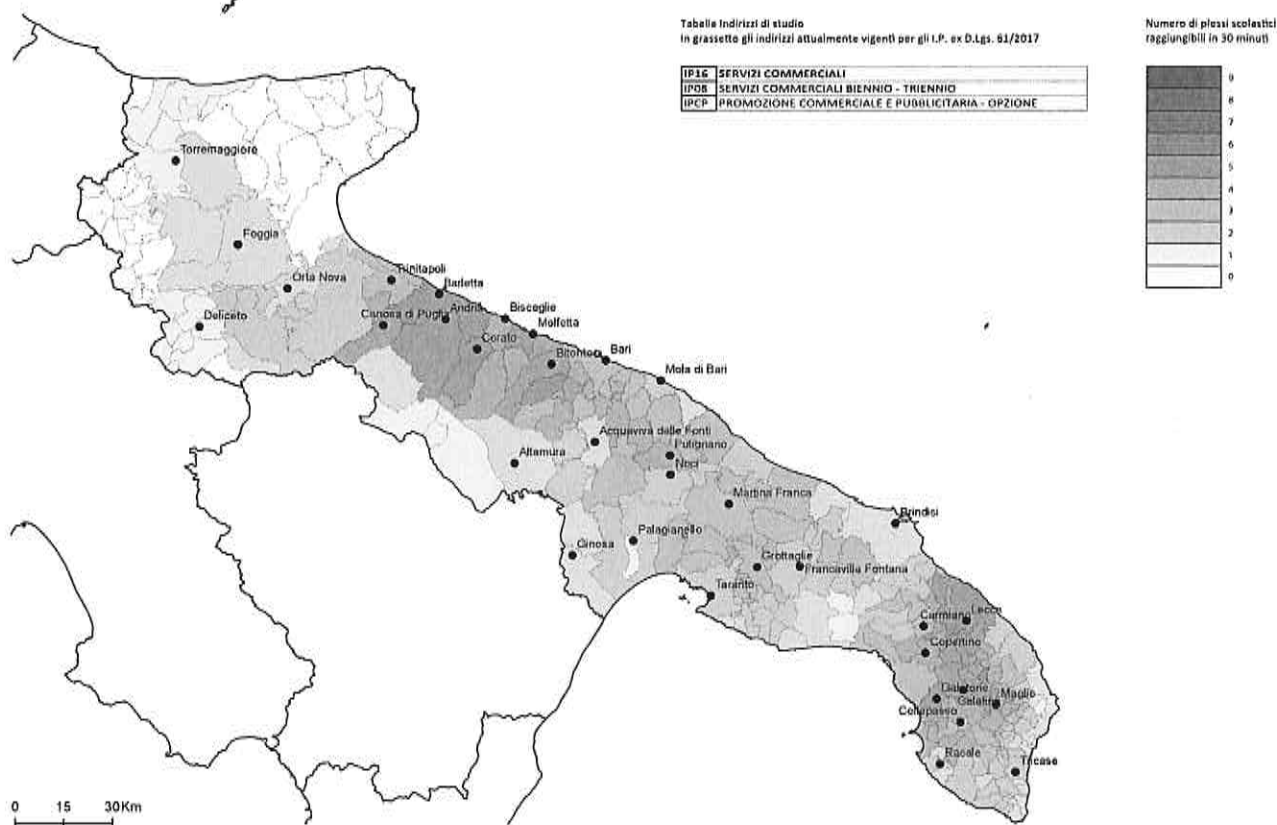 Tabella Indirizzi di studio
In grassetto gli indirizzi attualmente vigenti per gli I.P. ex D.Lgs. 61/2017
IP16 SERVIZI COMMERCIALI
IP08 SERVIZI COMMERCIALI BIENNIO - TRIENNIO
IPCP PROMOZIONE COMMERCIALE E PUBBLICITARIA - OPZIONE
Numero di plessi scolastici
raggiungibili in 30 minuti
9
8
7
6
5
4
3
2
1
0
Torremaggiore
Foggia
Orta Nova
Deliceto
Trinitapoli
Barletta
Canosa di Puglia
Andria
Bisceglie
Molfetta
Corato
Bitonto
Bari
Mola di Bari
Acquaviva delle Fonti
Putignano
Noci
Altamura
Martina Franca
Brindisi
Palagianello
Ginosa
Grottaglie
Francavilla Fontana
Taranto
Carmiano
Lecce
Copertino
Galatone
Galatina
Maglie
Collepasso
Racale
Tricase
0 15 30Km